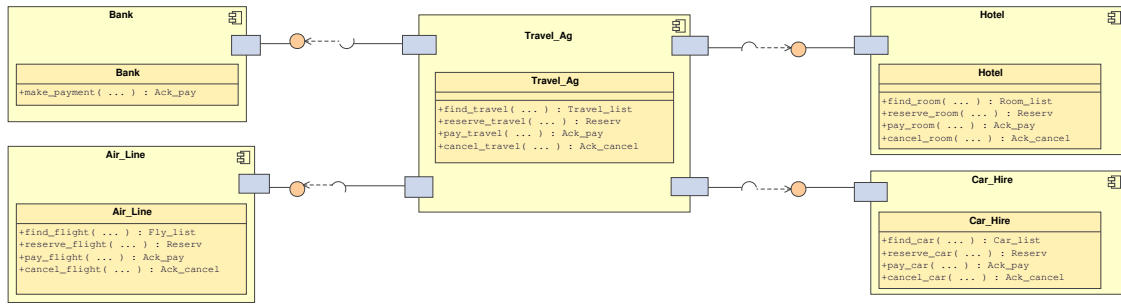 Bank
Bank
+make_payment( ... ) : Ack_pay
Air_Line
Air_Line
+find_flight( ... ) : Fly_list
+reserve_flight( ... ) : Reserv
+pay_flight( ... ) : Ack_pay
+cancel_flight( ... ) : Ack_cancel
Travel_Ag
Travel_Ag
+find_travel( ... ) : Travel_list
+reserve_travel( ... ) : Reserv
+pay_travel( ... ) : Ack_pay
+cancel_travel( ... ) : Ack_cancel
Hotel
Hotel
+find_room( ... ) : Room_list
+reserve_room( ... ) : Reserv
+pay_room( ... ) : Ack_pay
+cancel_room( ... ) : Ack_cancel
Car_Hire
Car_Hire
+find_car( ... ) : Car_list
+reserve_car( ... ) : Reserv
+pay_car( ... ) : Ack_pay
+cancel_car( ... ) : Ack_cancel